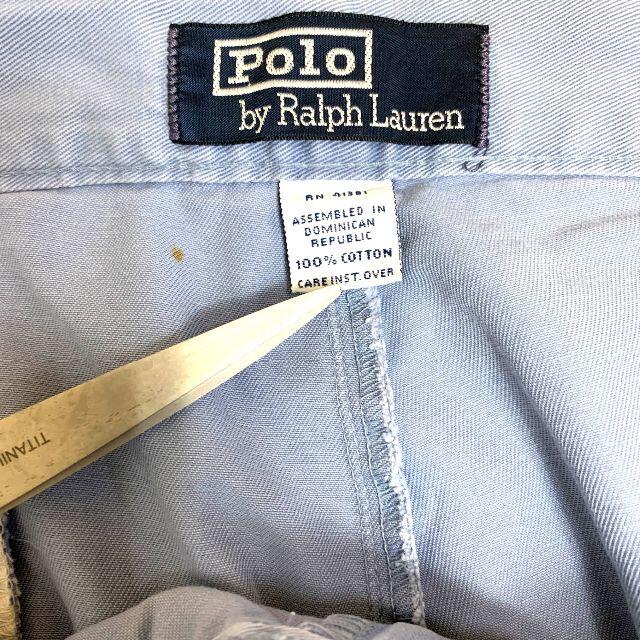 Polo
by Ralph Lauren
ASSEMBLED IN
DOMINICAN
REPUBLIC
100% COTTON
CARE INST. OVER